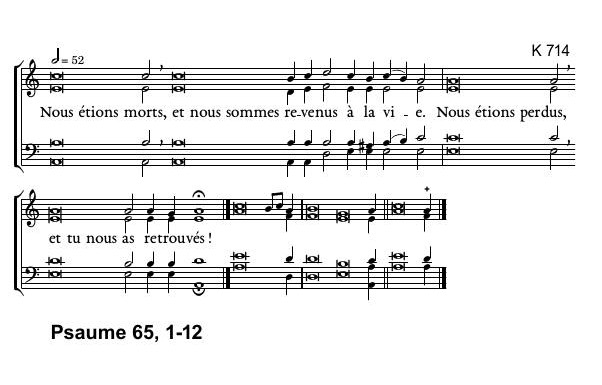 K 714
= 52
Nous étions morts, et nous sommes re-venus à la vi - e. Nous étions perdus,
et tu nous as retrouvés !
Psaume 65, 1-12